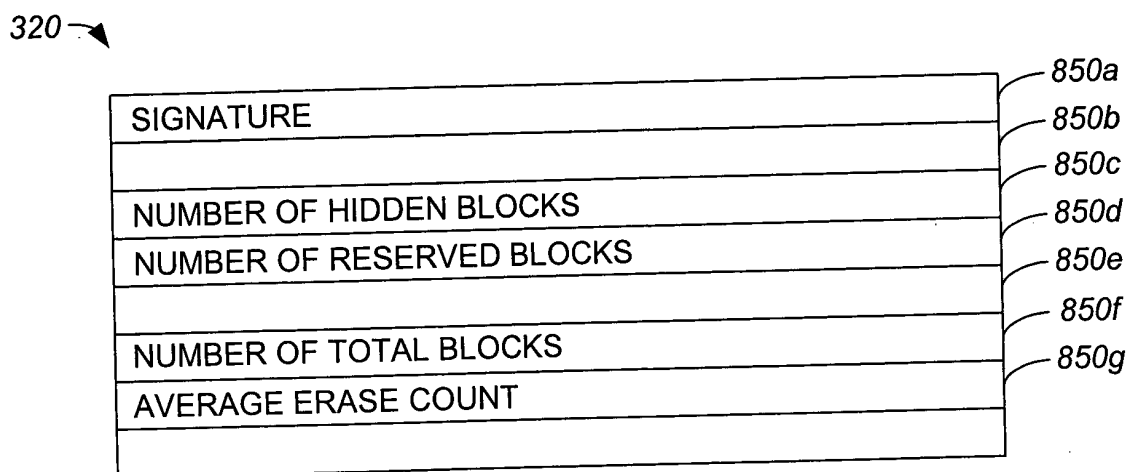 320
850a
SIGNATURE
850b
850c
NUMBER OF HIDDEN BLOCKS
850d
NUMBER OF RESERVED BLOCKS
850e
850f
NUMBER OF TOTAL BLOCKS
850g
AVERAGE ERASE COUNT